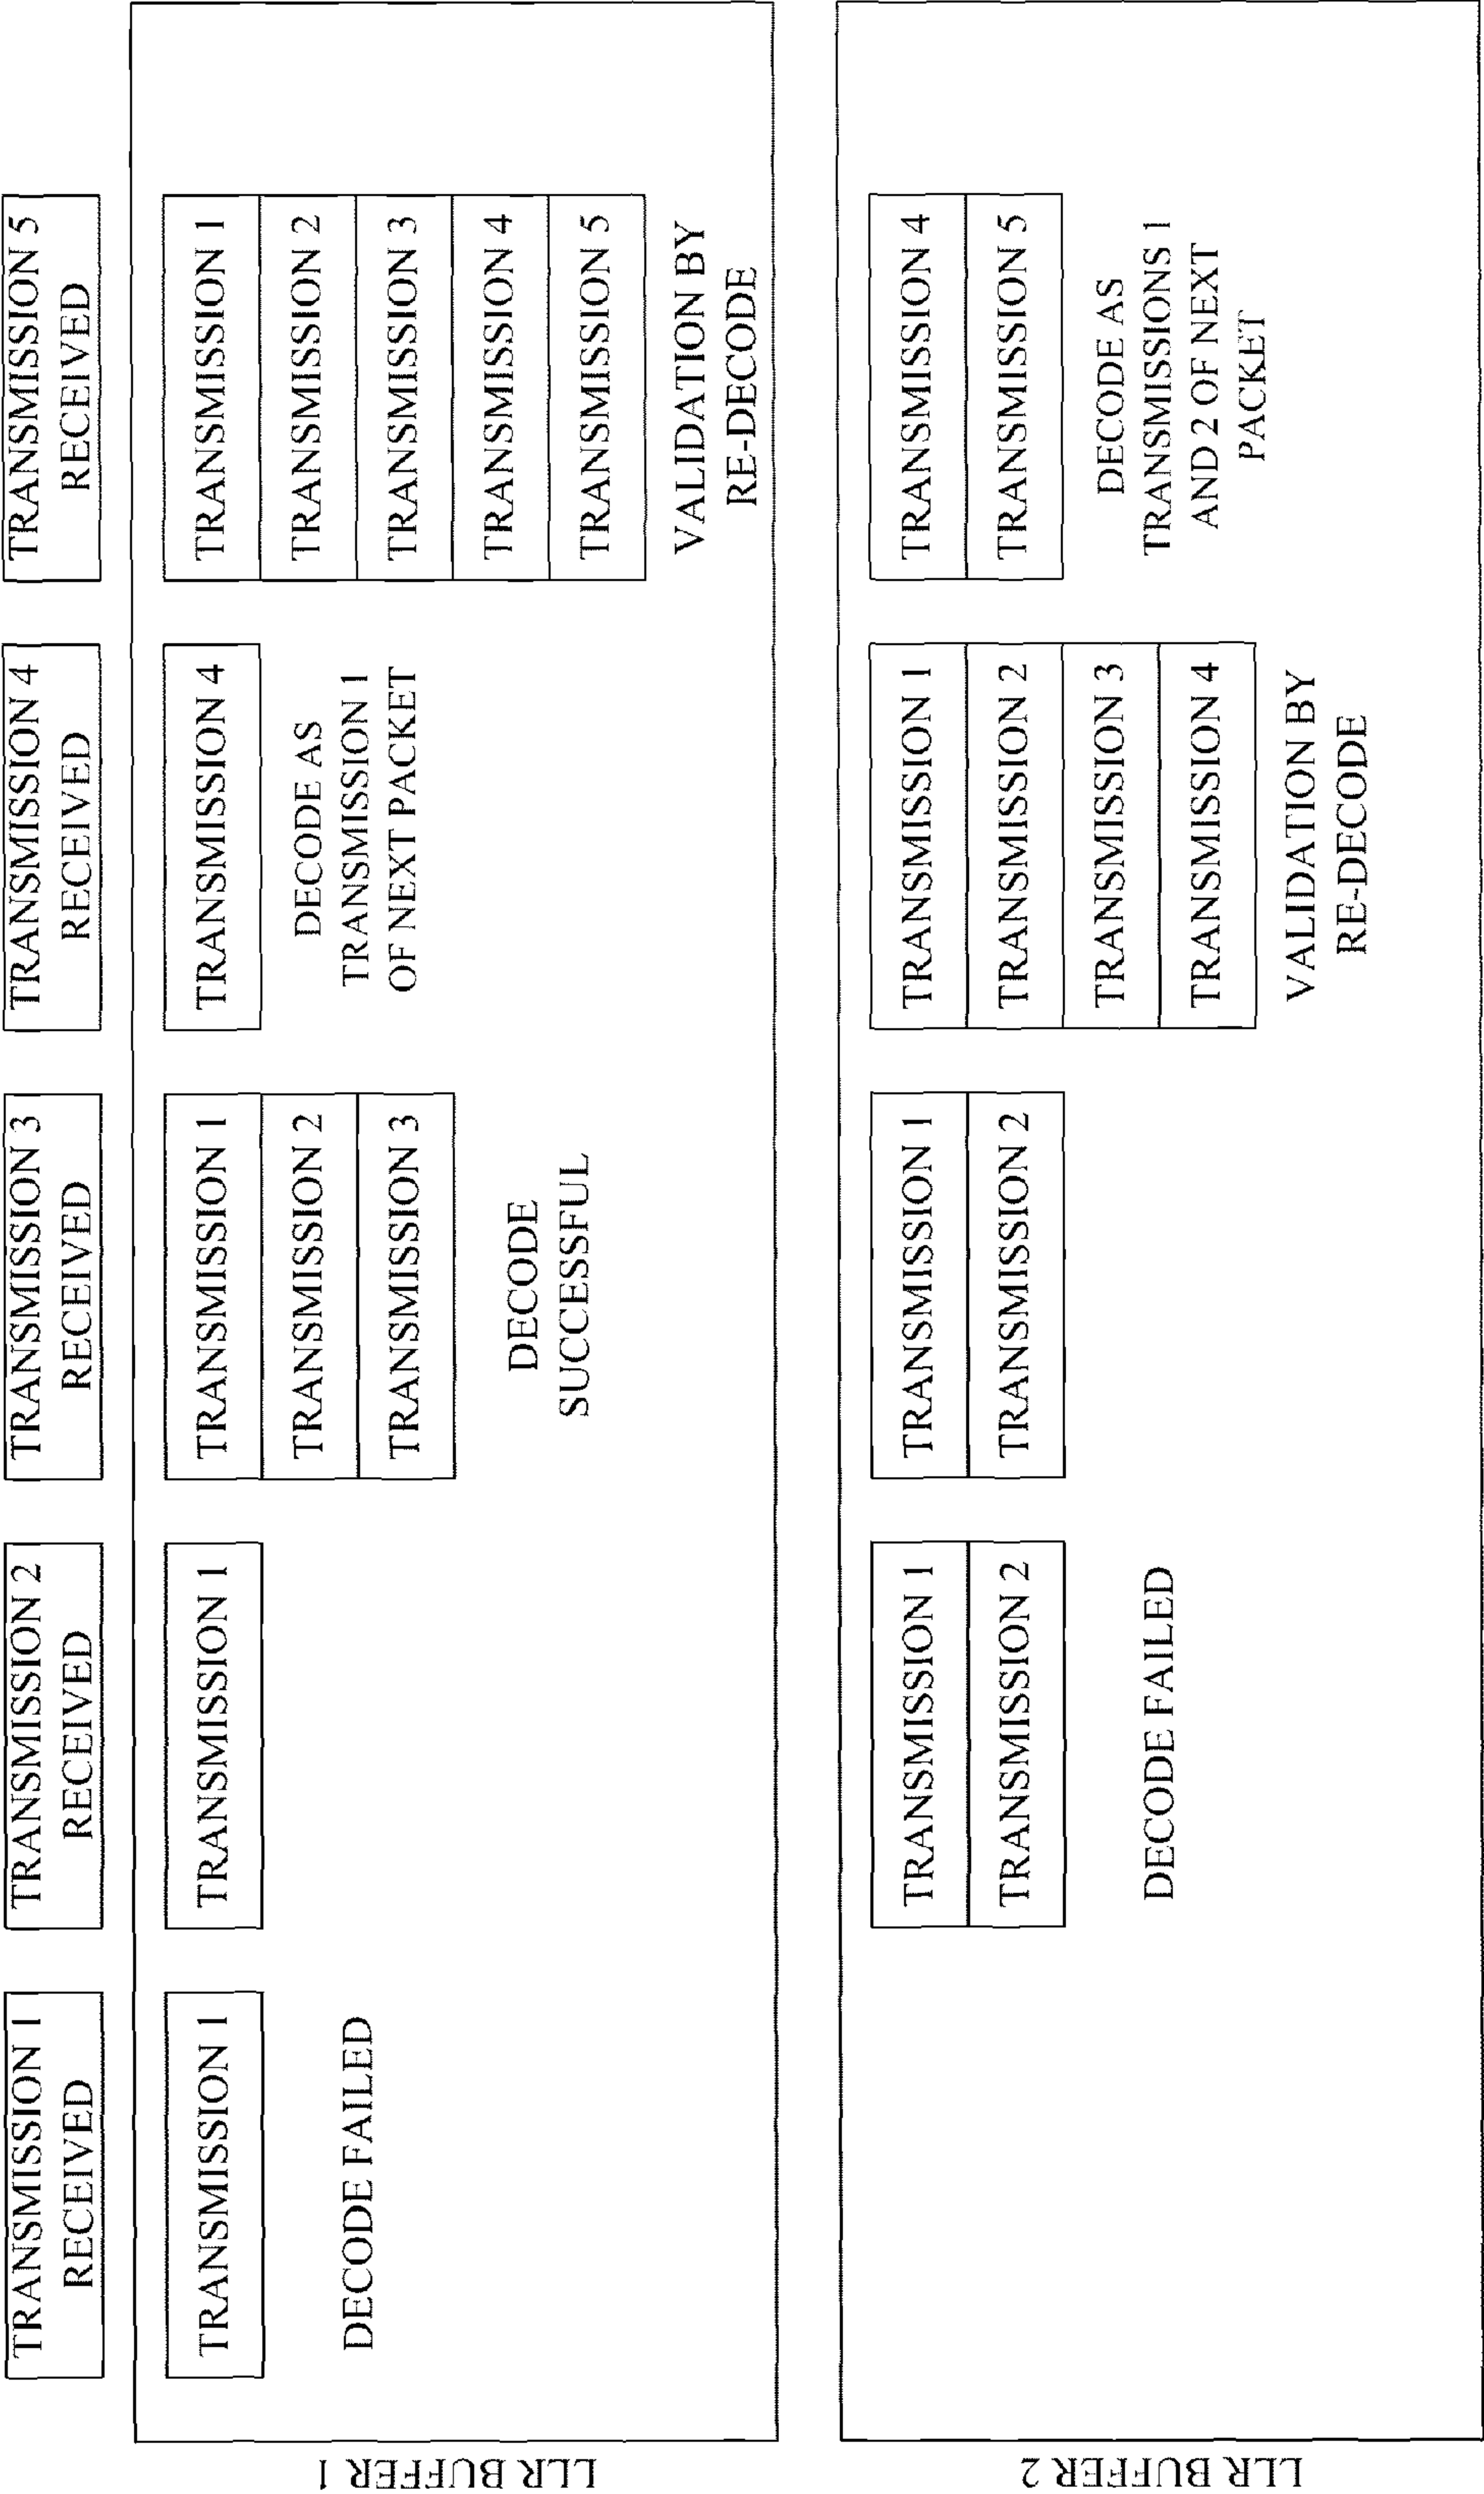 TRANSMISSION 1
RECEIVED
TRANSMISSION 2
RECEIVED
TRANSMISSION 3
RECEIVED
TRANSMISSION 4
RECEIVED
TRANSMISSION 5
RECEIVED
LLR BUFFER 1
TRANSMISSION 1
DECODE FAILED
TRANSMISSION 1
TRANSMISSION 1
TRANSMISSION 2
TRANSMISSION 3
DECODE
SUCCESSFUL
TRANSMISSION 4
DECODE AS
TRANSMISSION 1
OF NEXT PACKET
TRANSMISSION 1
TRANSMISSION 2
TRANSMISSION 3
TRANSMISSION 4
TRANSMISSION 5
VALIDATION BY
RE-DECODE
LLR BUFFER 2
TRANSMISSION 1
TRANSMISSION 2
DECODE FAILED
TRANSMISSION 1
TRANSMISSION 2
TRANSMISSION 1
TRANSMISSION 2
TRANSMISSION 3
TRANSMISSION 4
VALIDATION BY
RE-DECODE
TRANSMISSION 4
TRANSMISSION 5
DECODE AS
TRANSMISSIONS 1
AND 2 OF NEXT
PACKET